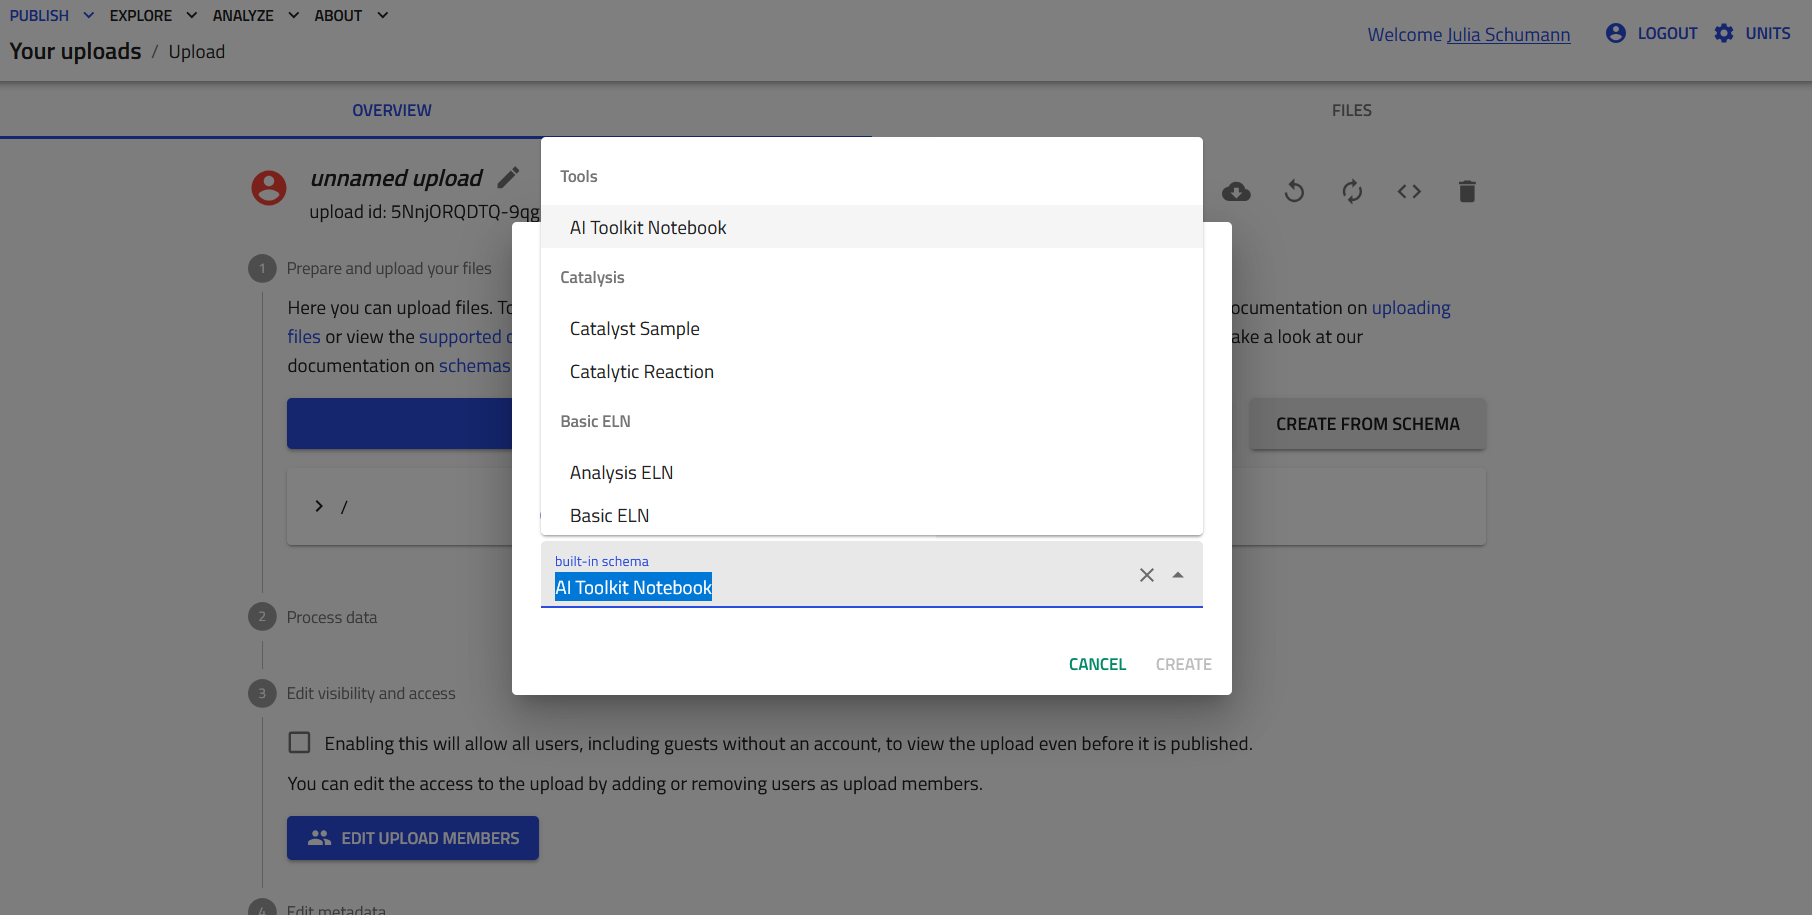 PUBLISH EXPLORE ANALYZE ABOUT
Your uploads / Upload
Welcome Julia Schumann LOGOUT UNITS
OVERVIEW FILES
unnamed upload
upload id: 5NnjORQDTQ-9qg
Tools
AI Toolkit Notebook
Catalysis
Catalyst Sample
Catalytic Reaction
Basic ELN
Analysis ELN
Basic ELN
built-in schema
AI Toolkit Notebook
CANCEL CREATE
1 Prepare and upload your files
Here you can upload files. ocumentation on uploading
files or view the supported ake a look at our
documentation on schemas
CREATE FROM SCHEMA
/
2 Process data
3 Edit visibility and access
Enabling this will allow all users, including guests without an account, to view the upload even before it is published.
You can edit the access to the upload by adding or removing users as upload members.
EDIT UPLOAD MEMBERS
4 Edit metadata